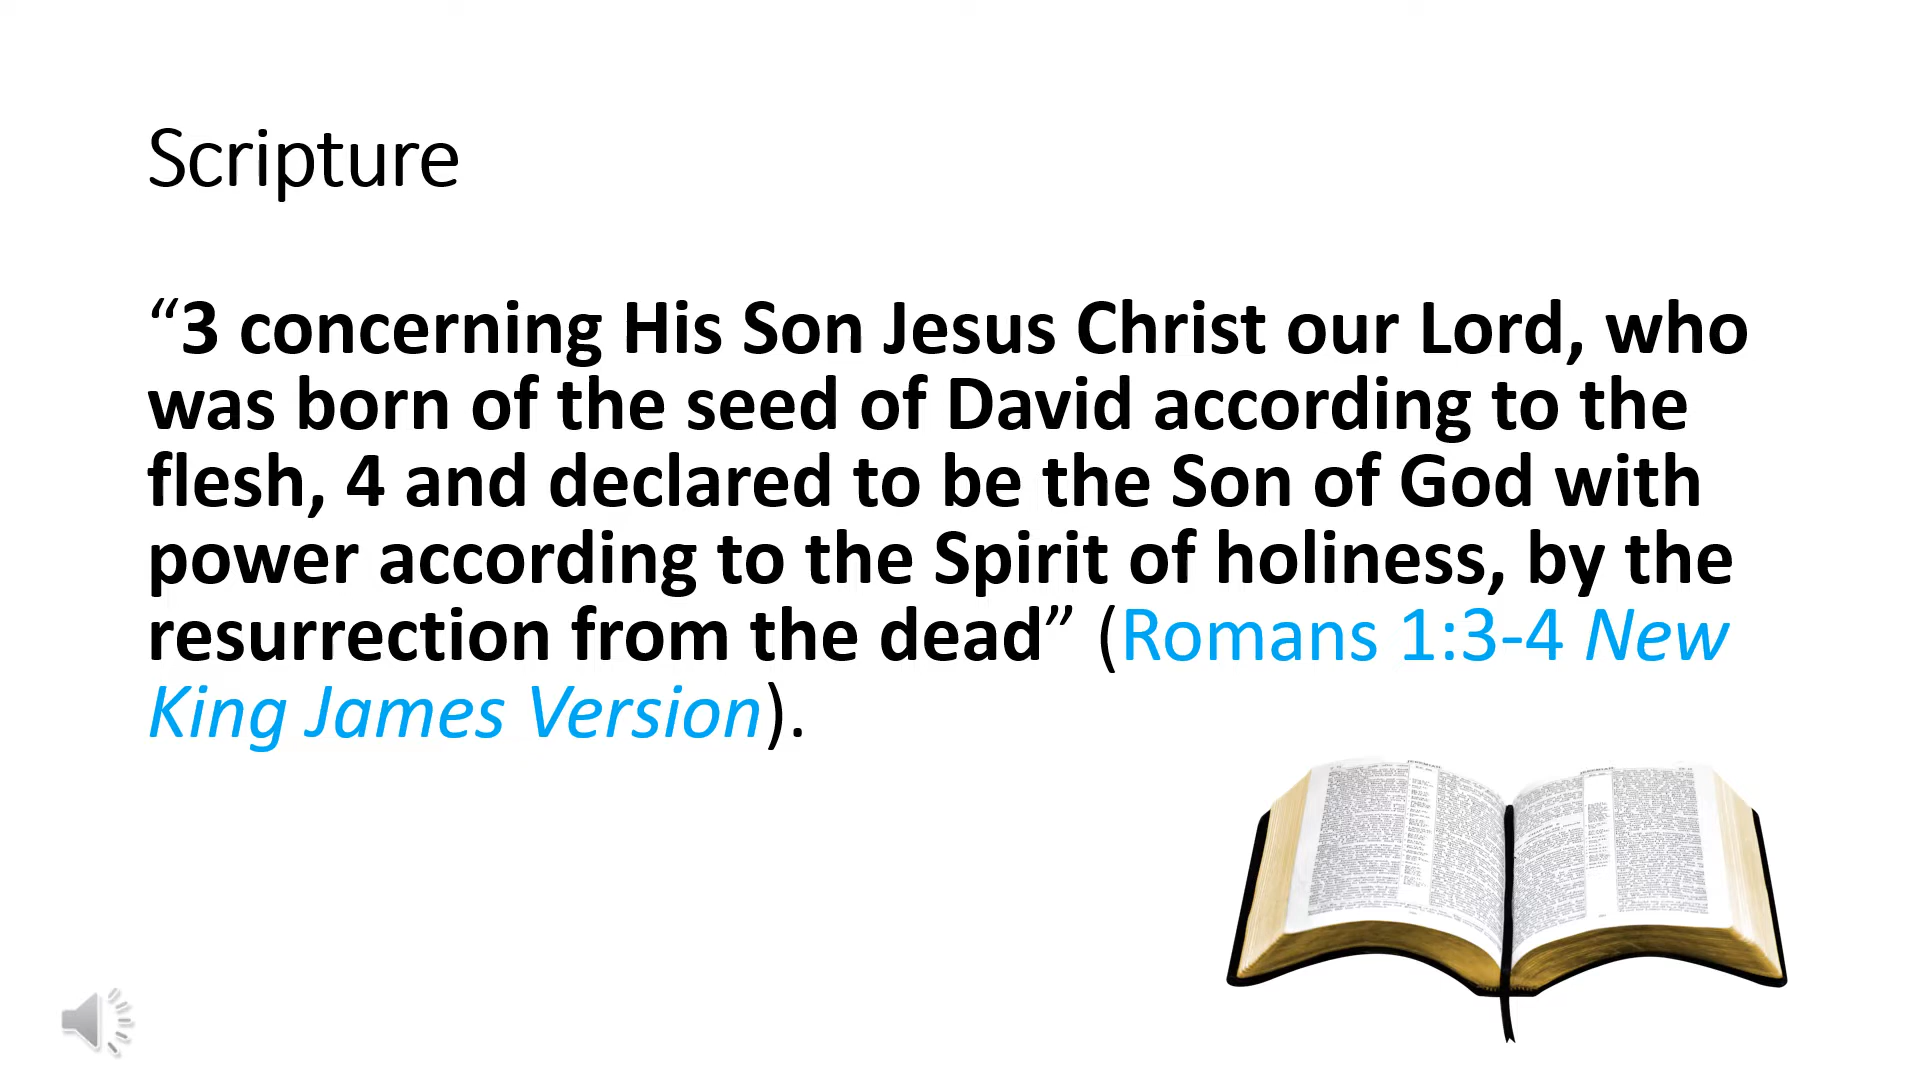 Scripture
“3 concerning His Son Jesus Christ our Lord, who
was born of the seed of David according to the
flesh, 4 and declared to be the Son of God with
power according to the Spirit of holiness, by the
resurrection from the dead” (Romans 1:3-4 New
King James Version).
JEREMIAH
JEREMIAH